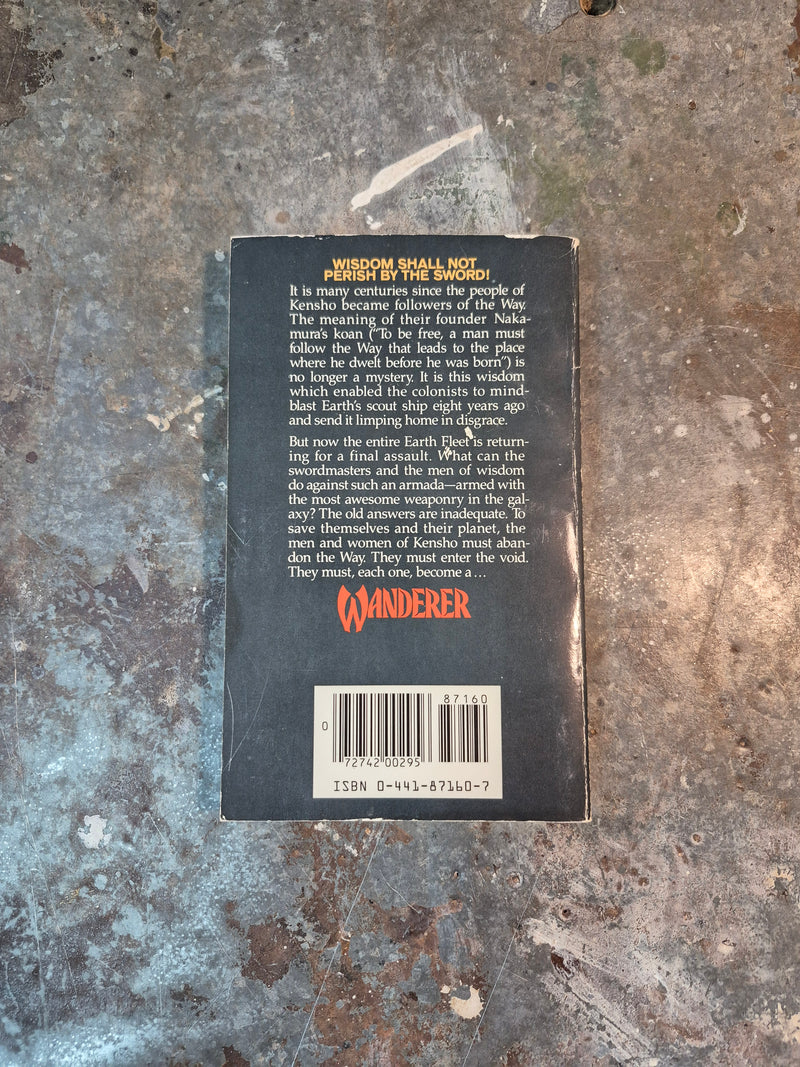 WISDOM SHALL NOT
PERISH BY THE SWORD!
It is many centuries since the people of
Kensho became followers of the Way.
The meaning of their founder Naka-
mura's koan ("To be free, a man must
follow the Way that leads to the place
where he dwelt before he was born") is
no longer a mystery. It is this wisdom
which enabled the colonists to mind-
blast Earth's scout ship eight years ago
and send it limping home in disgrace.
But now the entire Earth Fleet is return-
ing for a final assault. What can the
swordmasters and the men of wisdom
do against such an armada—armed with
the most awesome weaponry in the gal-
axy? The old answers are inadequate. To
save themselves and their planet, the
men and women of Kensho must aban-
don the Way. They must enter the void.
They must, each one, become a...
WANDERER
87160
0
72742 00295
ISBN 0-441-87160-7